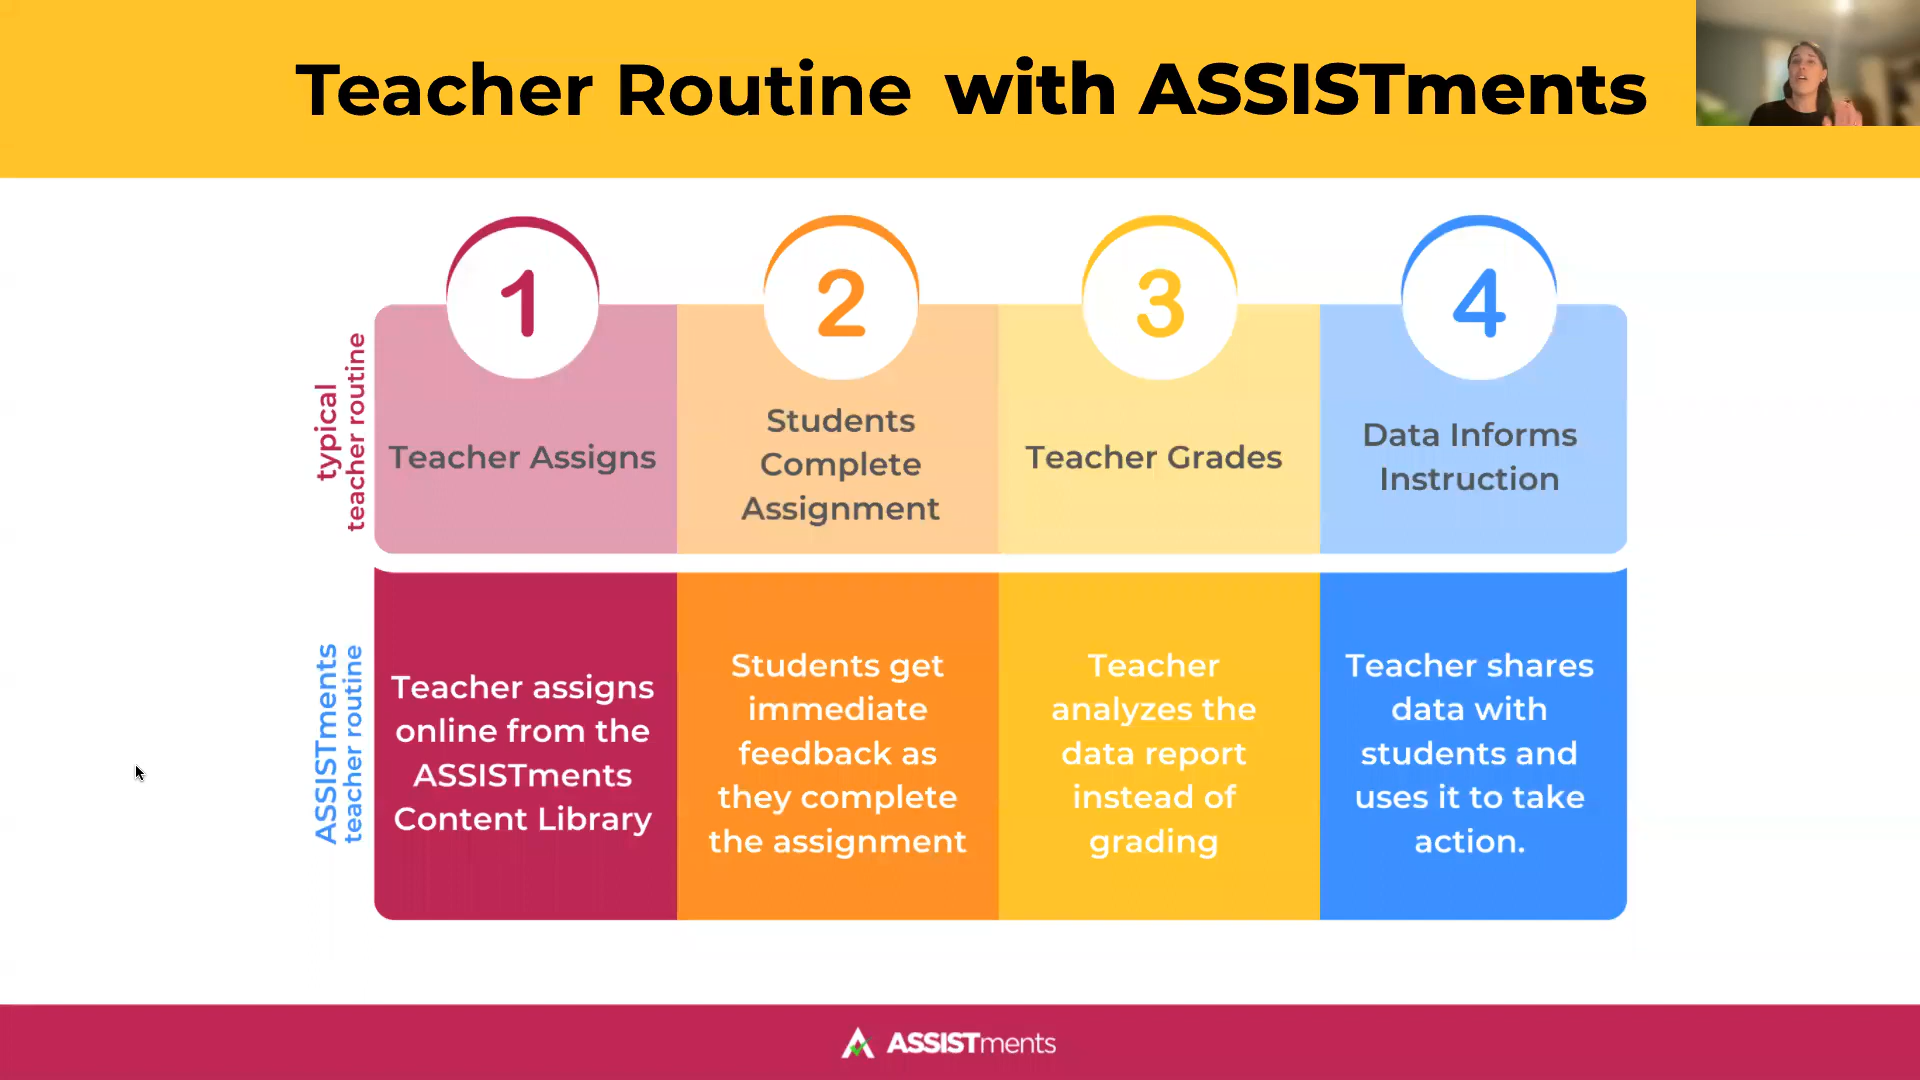 Teacher Routine with ASSISTments
1
2
3
4
typical
teacher routine
Teacher Assigns
Students
Complete
Assignment
Teacher Grades
Data Informs
Instruction
ASSISTments
teacher routine
Teacher assigns
online from the
ASSISTments
Content Library
Students get
immediate
feedback as
they complete
the assignment
Teacher
analyzes the
data report
instead of
grading
Teacher shares
data with
students and
uses it to take
action.
ASSISTments